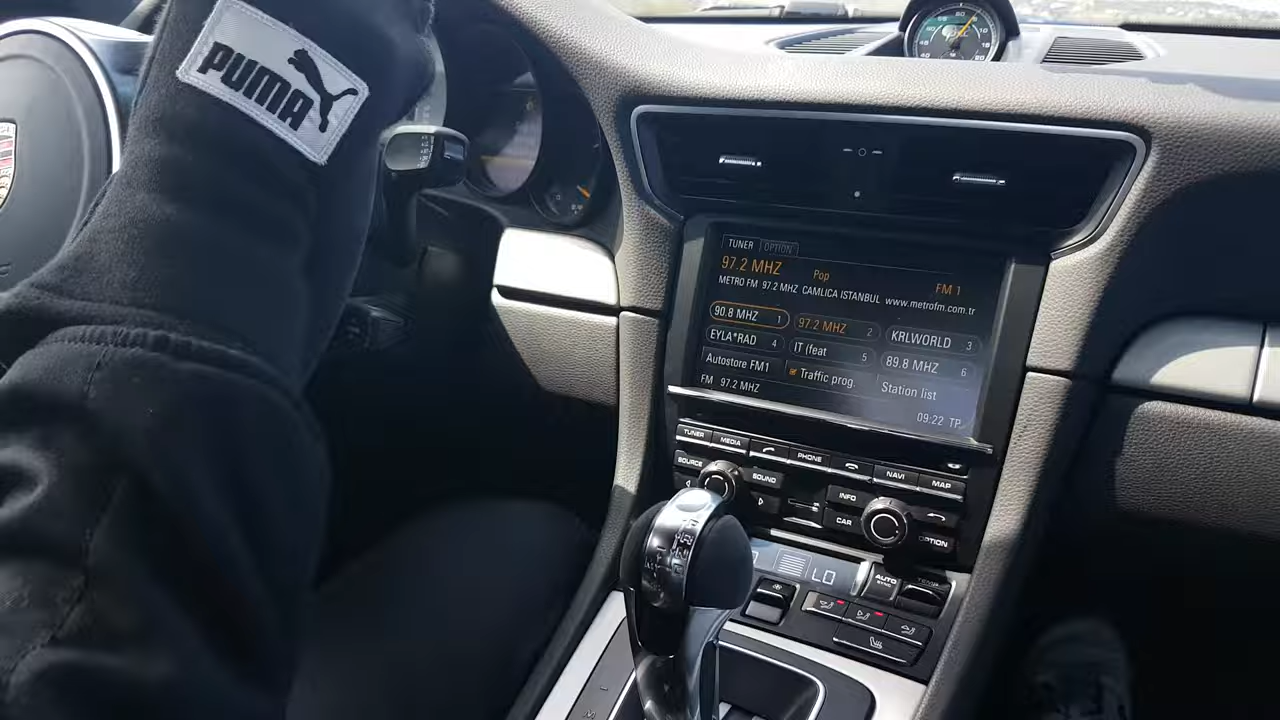 PUMA
TUNER OPTION
97.2 MHZ Pop FM 1
METRO FM 97.2 MHZ CAMLICA ISTANBUL www.metrofm.com.tr
90.8 MHZ 1 97.2 MHZ 2 KRLWORLD 3
EYLA*RAD 4 IT (feat 5 89.8 MHZ 6
Autostore FM1 Traffic prog. Station list
FM 97.2 MHZ
09:22 TP
TUNER MEDIA PHONE NAVI MAP
SOURCE SOUND INFO
CAR OPTION
LO AUTO TEMP
SYNC